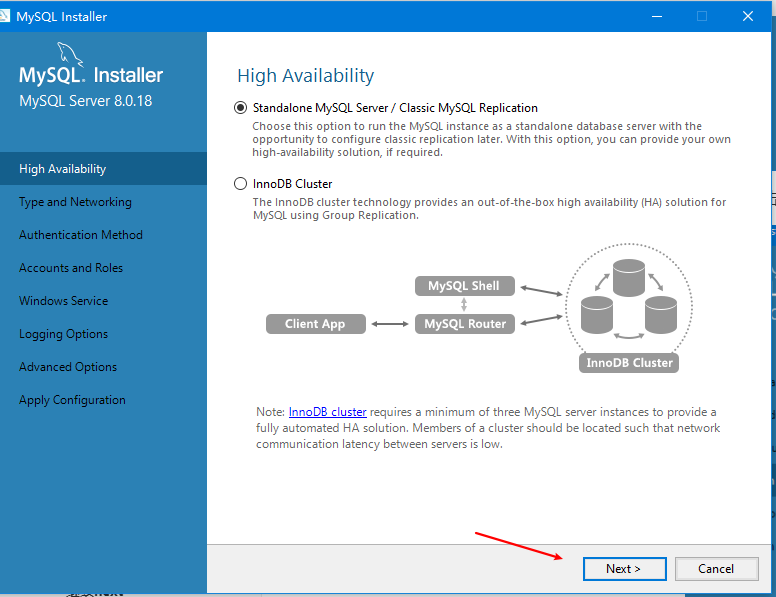 MySQL Installer
MySQL. Installer
MySQL Server 8.0.18
High Availability
Type and Networking
Authentication Method
Accounts and Roles
Windows Service
Logging Options
Advanced Options
Apply Configuration
High Availability
Standalone MySQL Server / Classic MySQL Replication
Choose this option to run the MySQL instance as a standalone database server with the
opportunity to configure classic replication later. With this option, you can provide your own
high-availability solution, if required.
InnoDB Cluster
The InnoDB cluster technology provides an out-of-the-box high availability (HA) solution for
MySQL using Group Replication.
MySQL Shell
Client App
MySQL Router
InnoDB Cluster
Note: InnoDB cluster requires a minimum of three MySQL server instances to provide a
fully automated HA solution. Members of a cluster should be located such that network
communication latency between servers is low.
Next >
Cancel